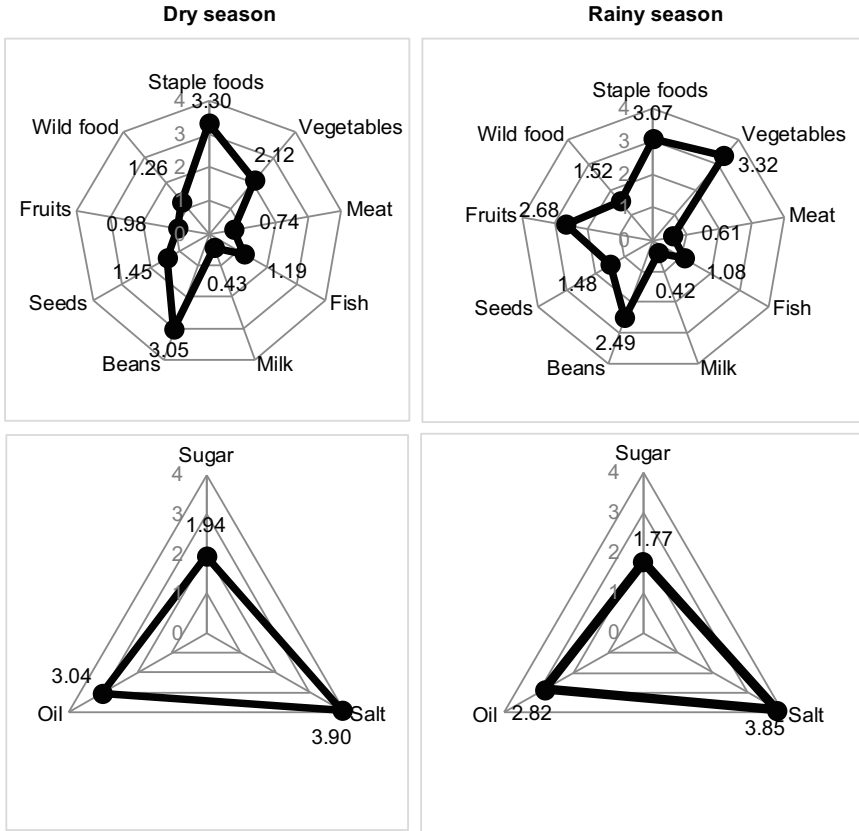 Dry season
Rainy season
Staple foods
4
3.30
Wild food
Vegetables
3
2.12
1.26
2
1
Fruits
0.98
0.74
Meat
0
1.45
1.19
0.43
Seeds
Fish
3.05
Beans
Milk
Staple foods
4
3.07
Wild food
Vegetables
3
3.32
1.52
2
1
Fruits
2.68
0.61
Meat
0
1.48
1.08
0.42
Seeds
Fish
2.49
Beans
Milk
Sugar
4
3
1.94
2
1
0
3.04
Oil
Salt
3.90
Sugar
4
3
1.77
2
1
0
Oil
2.82
Salt
3.85